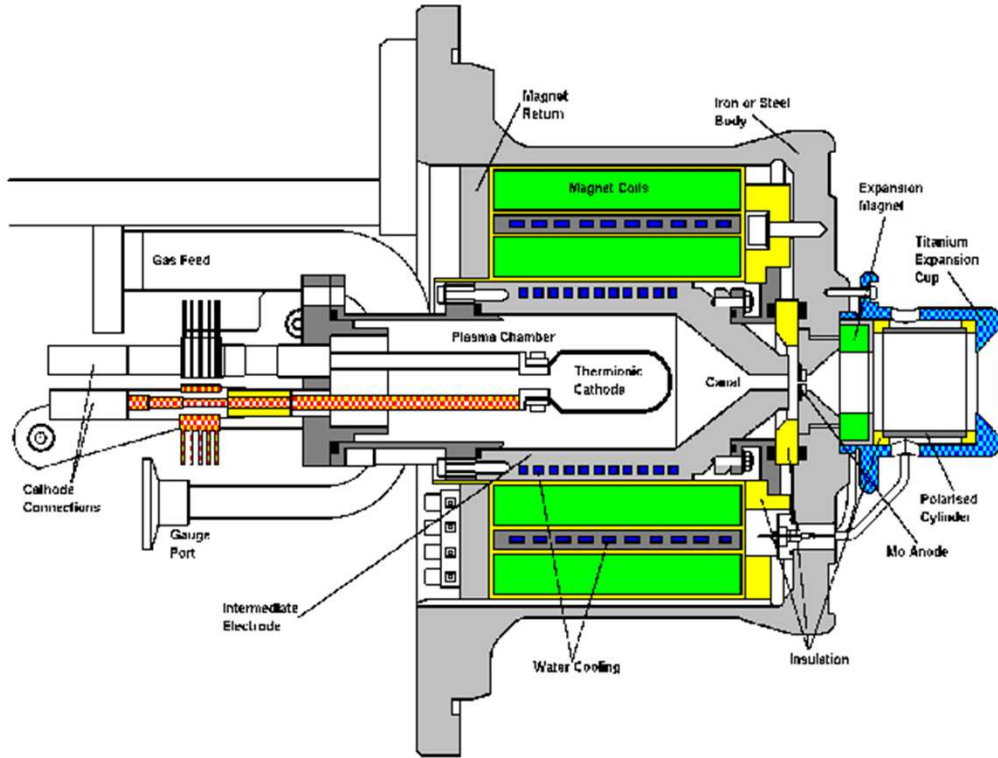 Magnet
Return
Iron or Steel
Body
Magnet Coils
Expansion
Magnet
Titanium
Expansion
Cup
Gas Feed
Plasma Chamber
Thermionic
Cathode
Canal
Cathode
Connections
Gauge
Port
Polarised
Cylinder
Mo Anode
Intermediate
Electrode
Water Cooling
Insulation